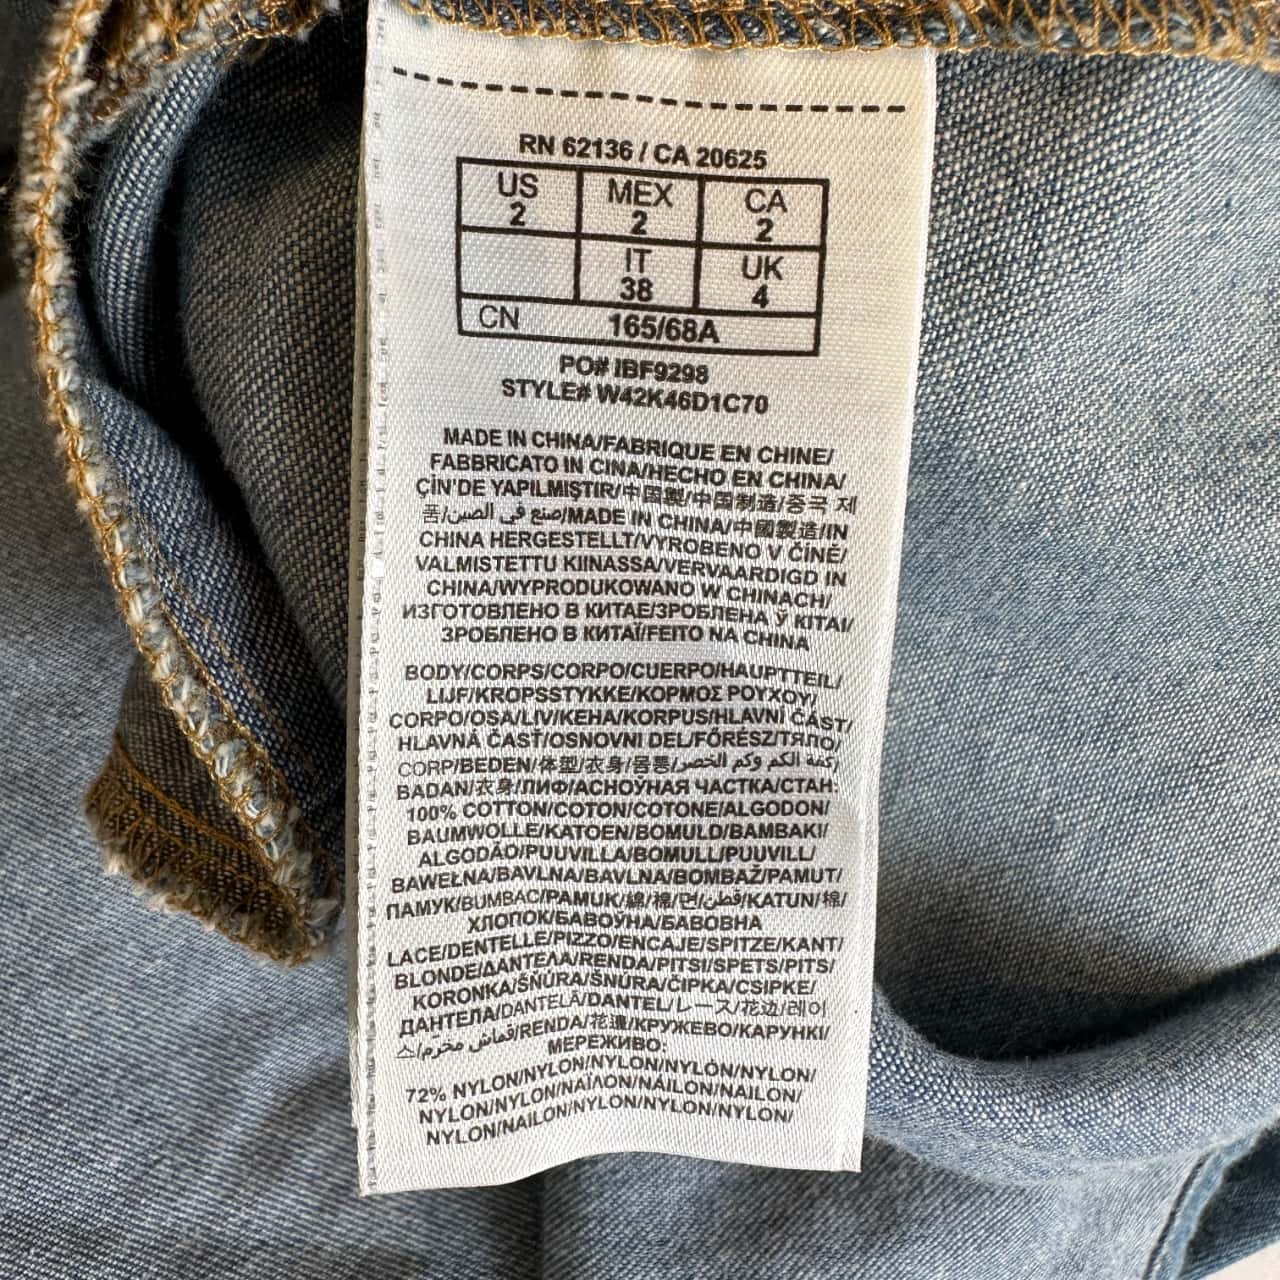 RN 62136 / CA 20625
US MEX CA
2 2 2
IT UK
38 4
CN 165/68A
PO# IBF9298
STYLE# W42K46D1C70
MADE IN CHINA/FABRIQUE EN CHINE/
FABBRICATO IN CINA/HECHO EN CHINA/
ÇİN'DE YAPILMIŞTIR/中国製/中国制造/중국 제
품/صنع في الصين/MADE IN CHINA/中國製造/IN
CHINA HERGESTELLT/VYROBENO V ČÍNĚ/
VALMISTETTU KIINASSA/VERVAARDIGD IN
CHINA/WYPRODUKOWANO W CHINACH/
ИЗГОТОВЛЕНО В КИТАЕ/ЗРОБЛЕНА Ў КІТАІ/
ЗРОБЛЕНО В КИТАЇ/FEITO NA CHINA
BODY/CORPS/CORPO/CUERPO/HAUPTTEIL/
LIJF/KROPSSTYKKE/ΚΟΡΜΟΣ ΡΟΥΧΟΥ/
CORPO/OSA/LIV/KEHA/KORPUS/HLAVNÍ ČÁST/
HLAVNÁ ČASŤ/OSNOVNI DEL/FŐRÉSZ/ТЯЛО/
CORP/BEDEN/体型/衣身/몸통/كفة الكم وكم الخصر/
BADAN/衣身/ЛИФ/АСНОЎНАЯ ЧАСТКА/СТАН:
100% COTTON/COTON/COTONE/ALGODON/
BAUMWOLLE/KATOEN/BOMULD/ΒΑΜΒΑΚΙ/
ALGODÃO/PUUVILLA/BOMULL/PUUVILL/
BAWEŁNA/BAVLNA/BAVLNA/BOMBAŽ/PAMUT/
ПАМУК/BUMBAC/PAMUK/綿/棉/면/قطن/KATUN/棉/
ХЛОПОК/БАВОЎНА/БАВОВНА
LACE/DENTELLE/PIZZO/ENCAJE/SPITZE/KANT/
BLONDE/ΔΑΝΤΕΛΑ/RENDA/PITSI/SPETS/PITS/
KORONKA/ŠŇŮRA/ŠNÚRA/ČIPKA/CSIPKE/
ДАНТЕЛА/DANTELĂ/DANTEL/レース/花边/레이
스/قماش مخرم/RENDA/花邊/КРУЖЕВО/КАРУНКІ/
МЕРЕЖИВО:
72% NYLON/NYLON/NYLON/NYLÓN/NYLON/
NYLON/NYLON/ΝΑΪΛΟΝ/NÁILON/NAILON/
NYLON/NAILON/NYLON/NYLON/NYLON/